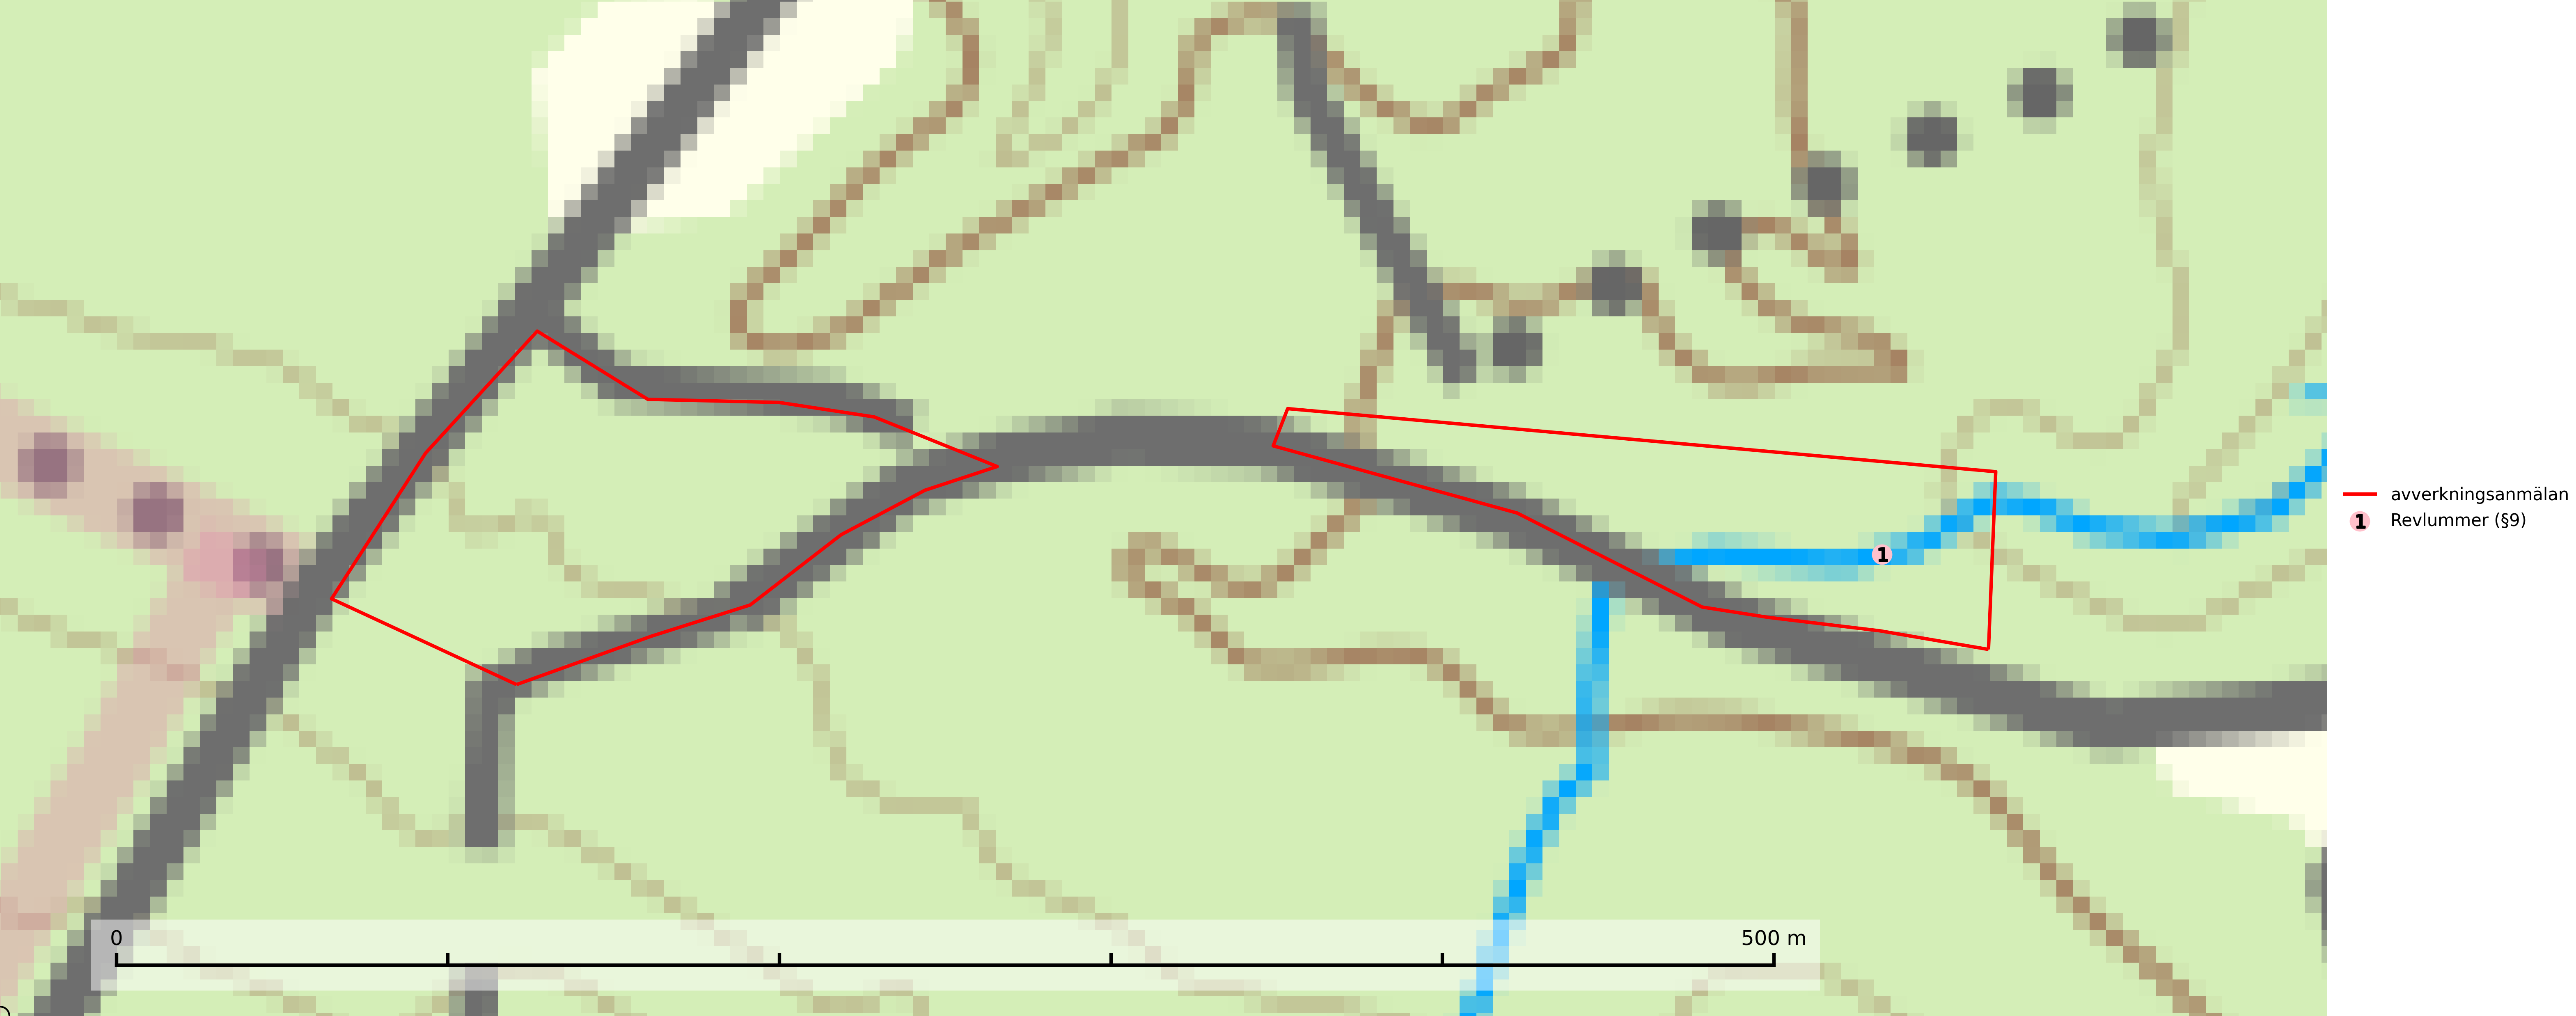 avverkningsanmälan
1 Revlummer (§9)
1
0 500 m